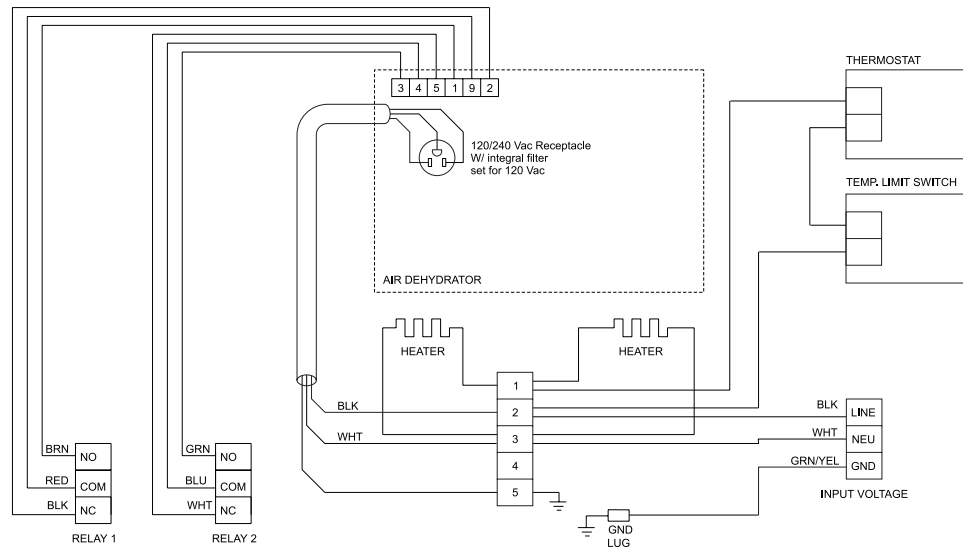 THERMOSTAT
3 4 5 1 9 2
120/240 Vac Receptacle
W/ integral filter
set for 120 Vac
TEMP. LIMIT SWITCH
AIR DEHYDRATOR
HEATER
HEATER
1
2
3
4
5
BLK
WHT
BLK
LINE
WHT
NEU
GRN/YEL
GND
INPUT VOLTAGE
GND
LUG
BRN
NO
RED
COM
BLK
NC
RELAY 1
GRN
NO
BLU
COM
WHT
NC
RELAY 2